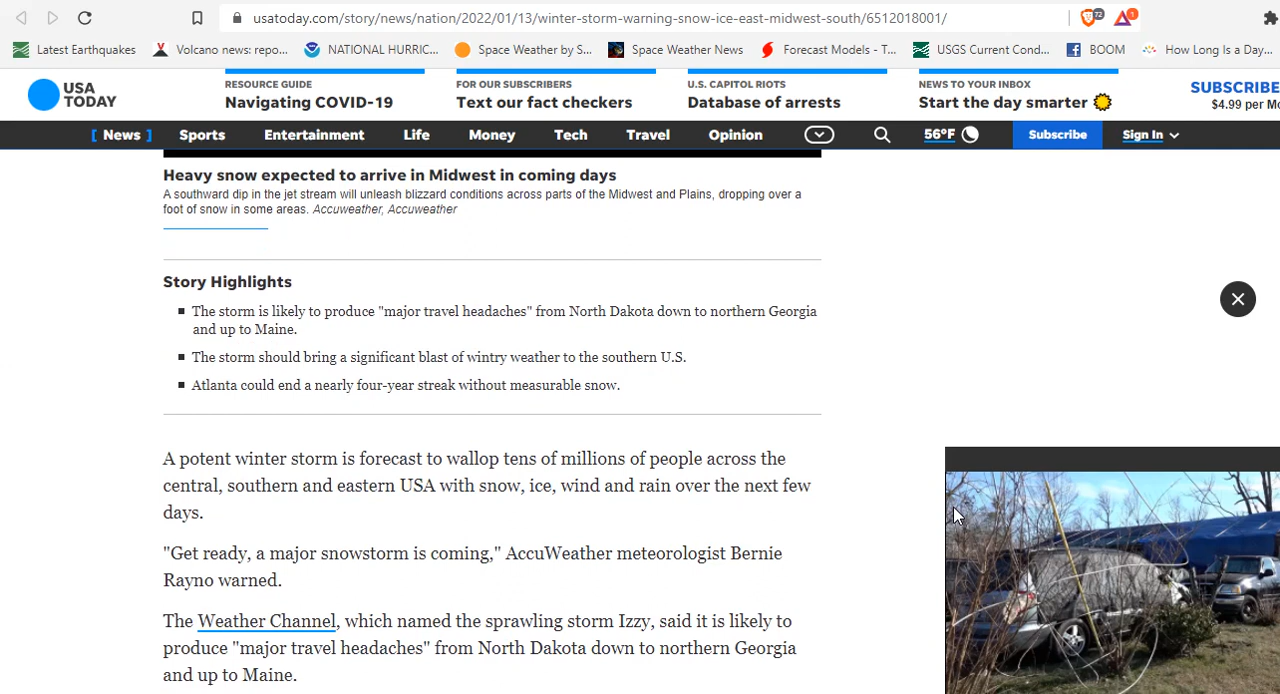 usatoday.com/story/news/nation/2022/01/13/winter-storm-warning-snow-ice-east-midwest-south/6512018001/
72
1
Latest Earthquakes
Volcano news: repo...
NATIONAL HURRIC...
Space Weather by S...
Space Weather News
Forecast Models - T...
USGS Current Cond...
BOOM
How Long Is a Day...
USA
TODAY
RESOURCE GUIDE
Navigating COVID-19
FOR OUR SUBSCRIBERS
Text our fact checkers
U.S. CAPITOL RIOTS
Database of arrests
NEWS TO YOUR INBOX
Start the day smarter
SUBSCRIBE
$4.99 per Mo
[ News ] Sports Entertainment Life Money Tech Travel Opinion 56°F Subscribe Sign In
Heavy snow expected to arrive in Midwest in coming days
A southward dip in the jet stream will unleash blizzard conditions across parts of the Midwest and Plains, dropping over a
foot of snow in some areas. Accuweather, Accuweather
Story Highlights
The storm is likely to produce "major travel headaches" from North Dakota down to northern Georgia
and up to Maine.
The storm should bring a significant blast of wintry weather to the southern U.S.
Atlanta could end a nearly four-year streak without measurable snow.
A potent winter storm is forecast to wallop tens of millions of people across the
central, southern and eastern USA with snow, ice, wind and rain over the next few
days.
"Get ready, a major snowstorm is coming," AccuWeather meteorologist Bernie
Rayno warned.
The Weather Channel, which named the sprawling storm Izzy, said it is likely to
produce "major travel headaches" from North Dakota down to northern Georgia
and up to Maine.